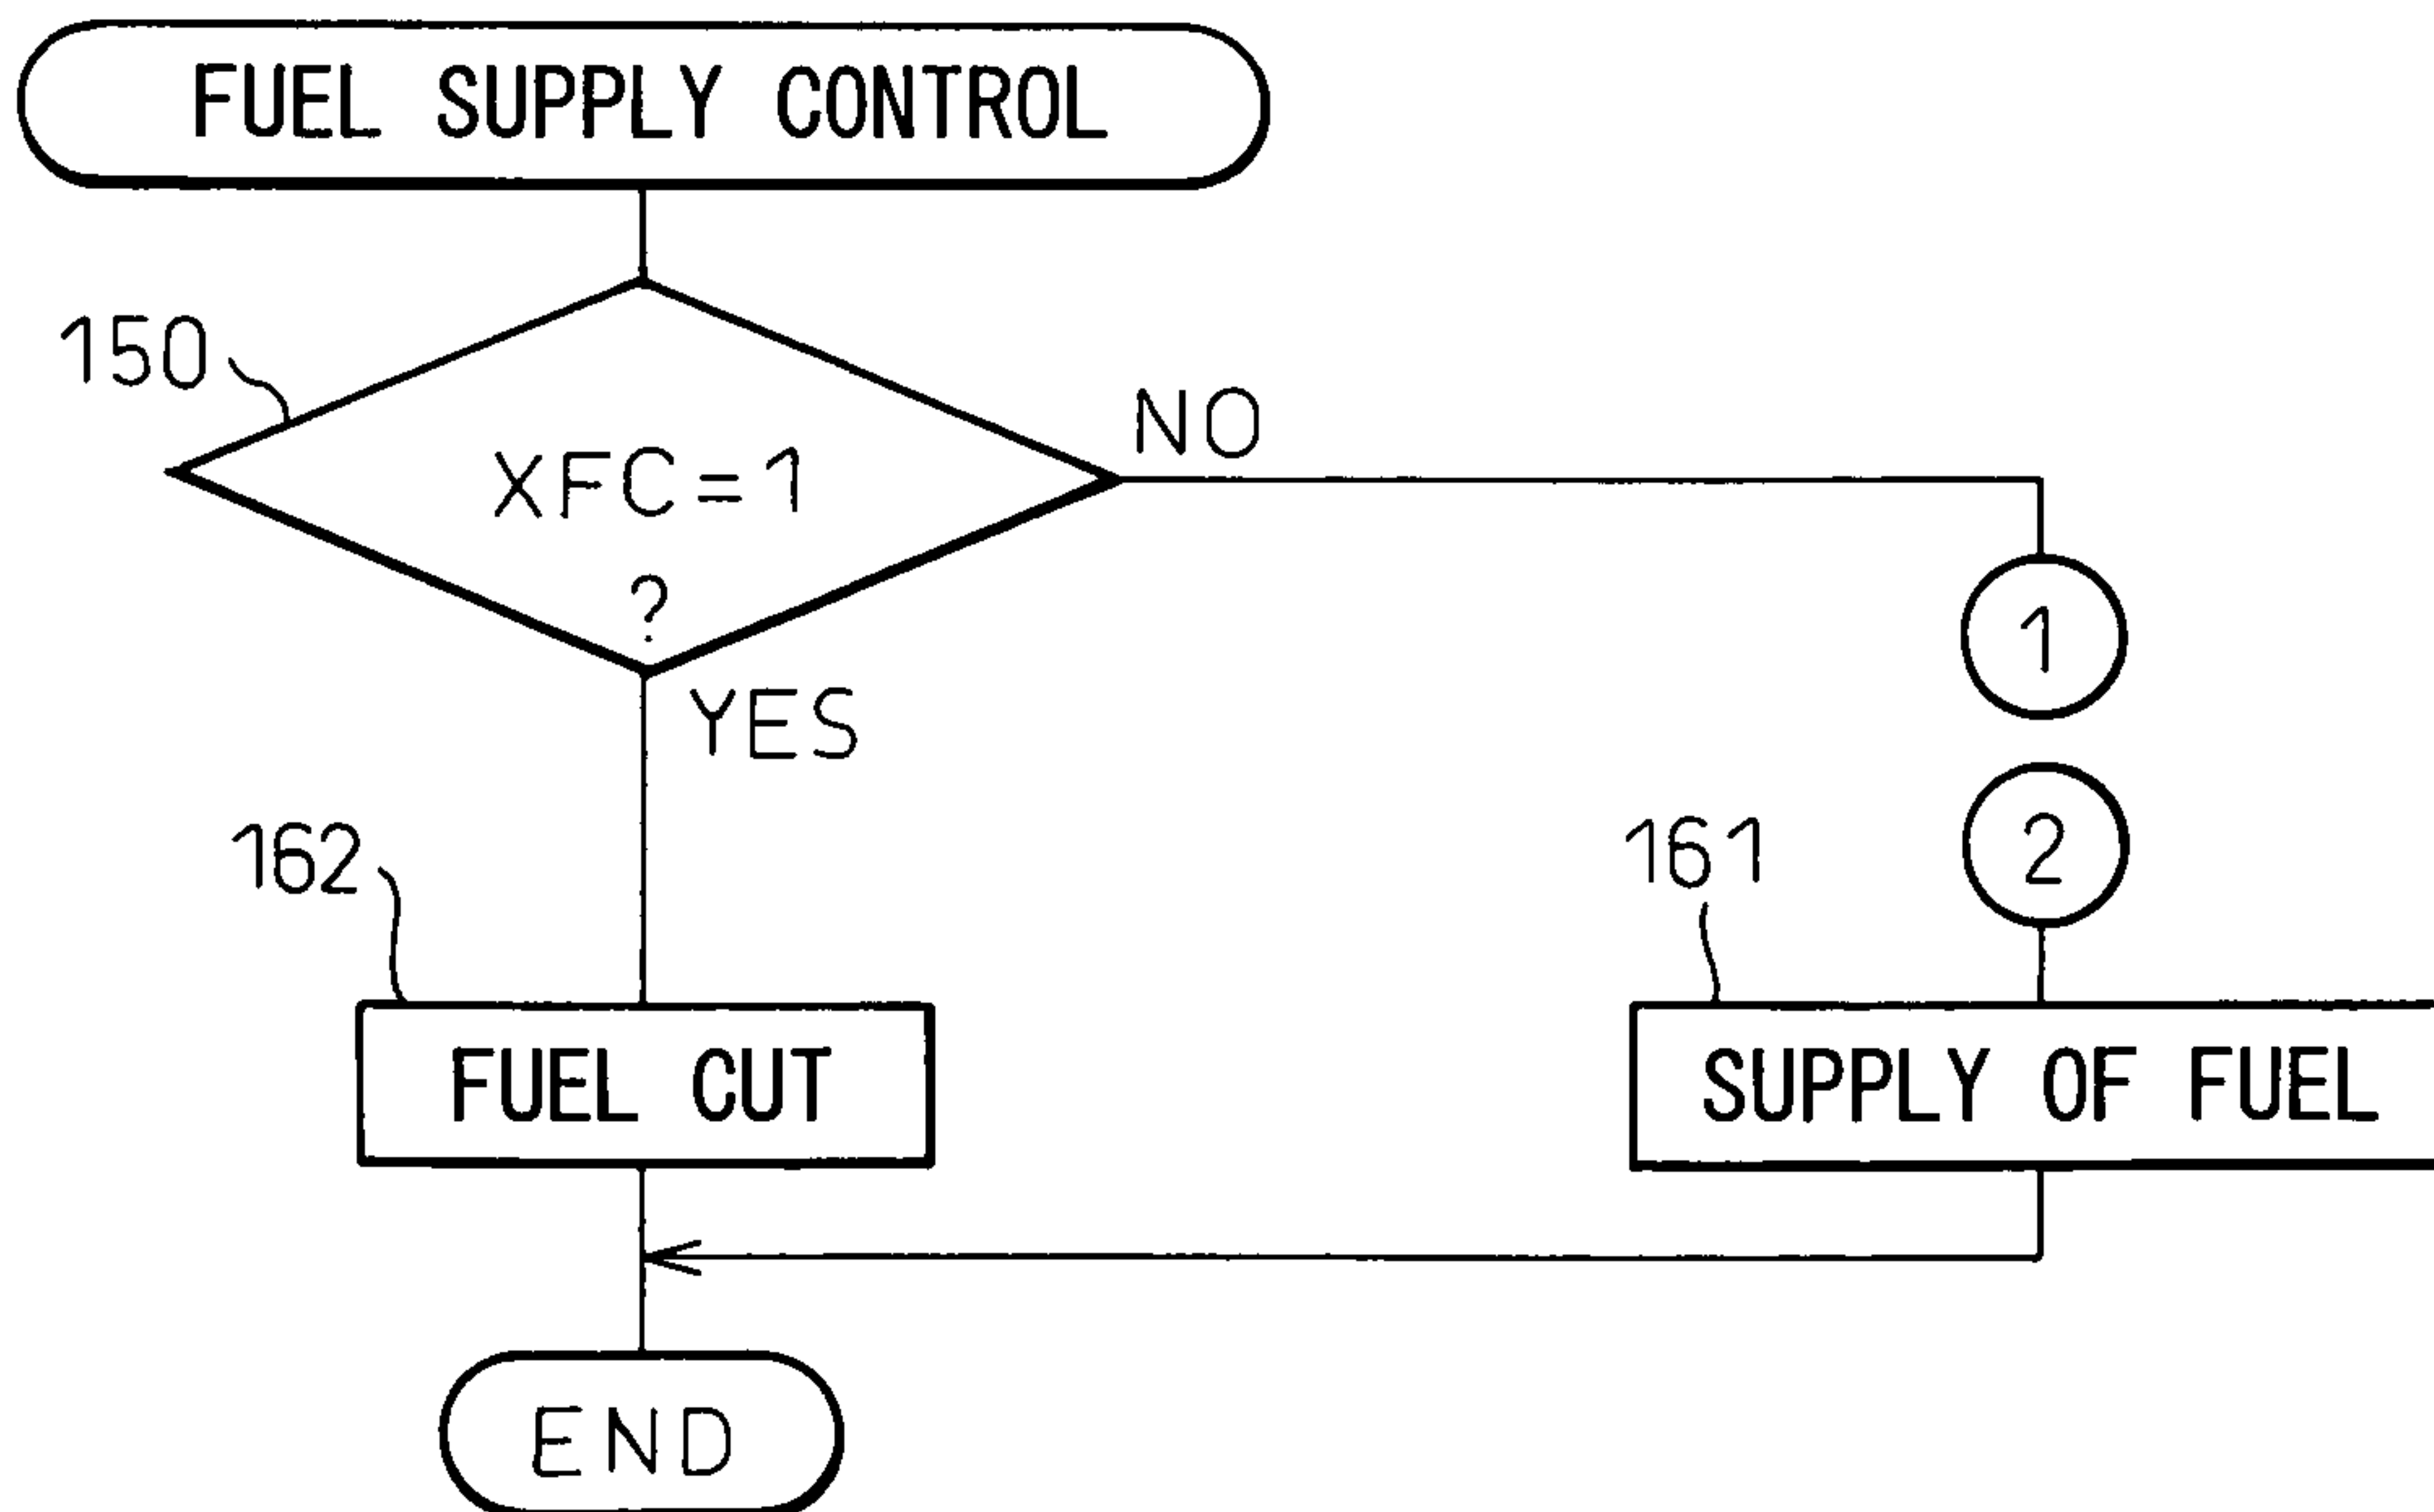 FUEL SUPPLY CONTROL
150
NO
XFC=1
?
1
YES
2
162
161
FUEL CUT
SUPPLY OF FUEL
END